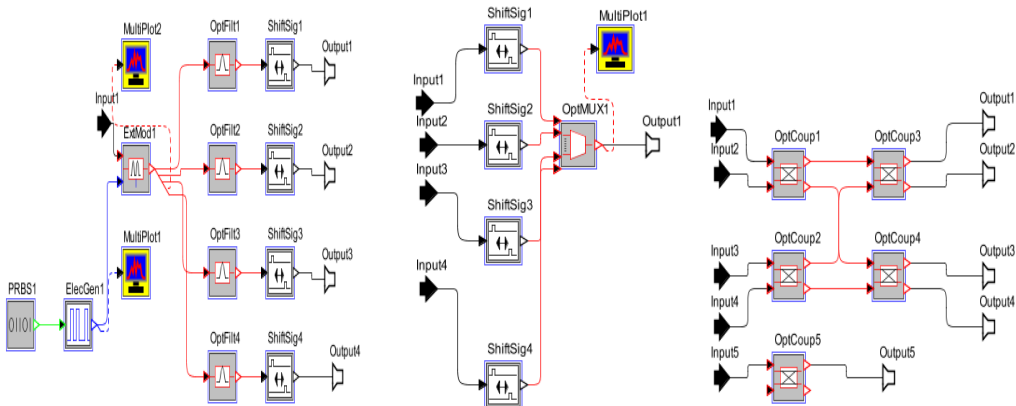 MultiPlot2
OptFilt1
ShiftSig1
Output1
Input1
ExtMod1
OptFilt2
ShiftSig2
Output2
MultiPlot1
OptFilt3
ShiftSig3
Output3
PRBS1
01101
ElecGen1
OptFilt4
ShiftSig4
Output4
ShiftSig1
MultiPlot1
Input1
OptMUX1
Input2
ShiftSig2
Output1
Input3
ShiftSig3
Input4
ShiftSig4
Input1
OptCoup1
OptCoup3
Output1
Input2
Output2
OptCoup2
OptCoup4
Input3
Output3
Input4
Output4
OptCoup5
Input5
Output5